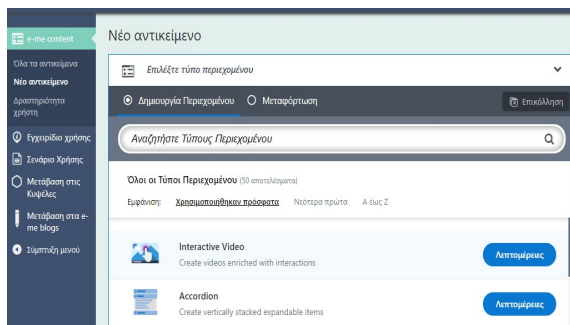 e-me content
Όλα τα αντικείμενα
Νέο αντικείμενο
Δραστηριότητα
χρήστη
Εγχειρίδιο χρήσης
Σενάριο Χρήσης
Μετάβαση στις
Κυψέλες
Μετάβαση στα e-
me blogs
Σύμπτυξη μενού
Νέο αντικείμενο
Επιλέξτε τύπο περιεχομένου
Δημιουργία Περιεχομένου
Μεταφόρτωση
Επικόλληση
Αναζητήστε Τύπους Περιεχομένου
Όλοι οι Τύποι Περιεχομένου (50 αποτελέσματα)
Εμφάνιση: Χρησιμοποιήθηκαν πρόσφατα Νεότερα πρώτα Α έως Ζ
Interactive Video
Create videos enriched with interactions
Λεπτομέρειες
Accordion
Create vertically stacked expandable items
Λεπτομέρειες